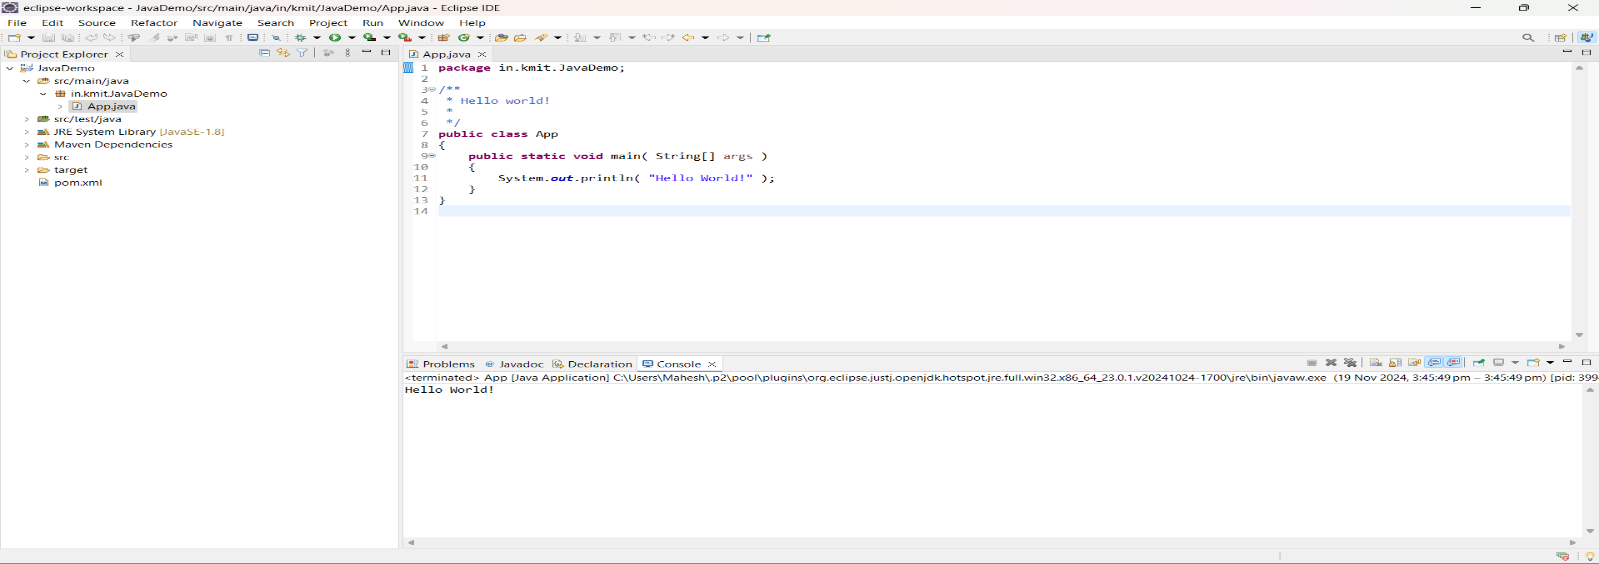 eclipse-workspace - JavaDemo/src/main/java/in/kmit/JavaDemo/App.java - Eclipse IDE
File Edit Source Refactor Navigate Search Project Run Window Help
Project Explorer
JavaDemo
src/main/java
in.kmit.JavaDemo
App.java
src/test/java
JRE System Library [JavaSE-1.8]
Maven Dependencies
src
target
pom.xml
App.java
1 package in.kmit.JavaDemo;
2
3 /**
4 * Hello world!
5 *
6 */
7 public class App
8 {
9 public static void main( String[] args )
10 {
11 System.out.println( "Hello World!" );
12 }
13 }
14
Problems Javadoc Declaration Console
<terminated> App [Java Application] C:\Users\Mahesh\.p2\pool\plugins\org.eclipse.justj.openjdk.hotspot.jre.full.win32.x86_64_23.0.1.v20241024-1700\jre\bin\javaw.exe (19 Nov 2024, 3:45:49 pm – 3:45:49 pm) [pid: 399
Hello World!